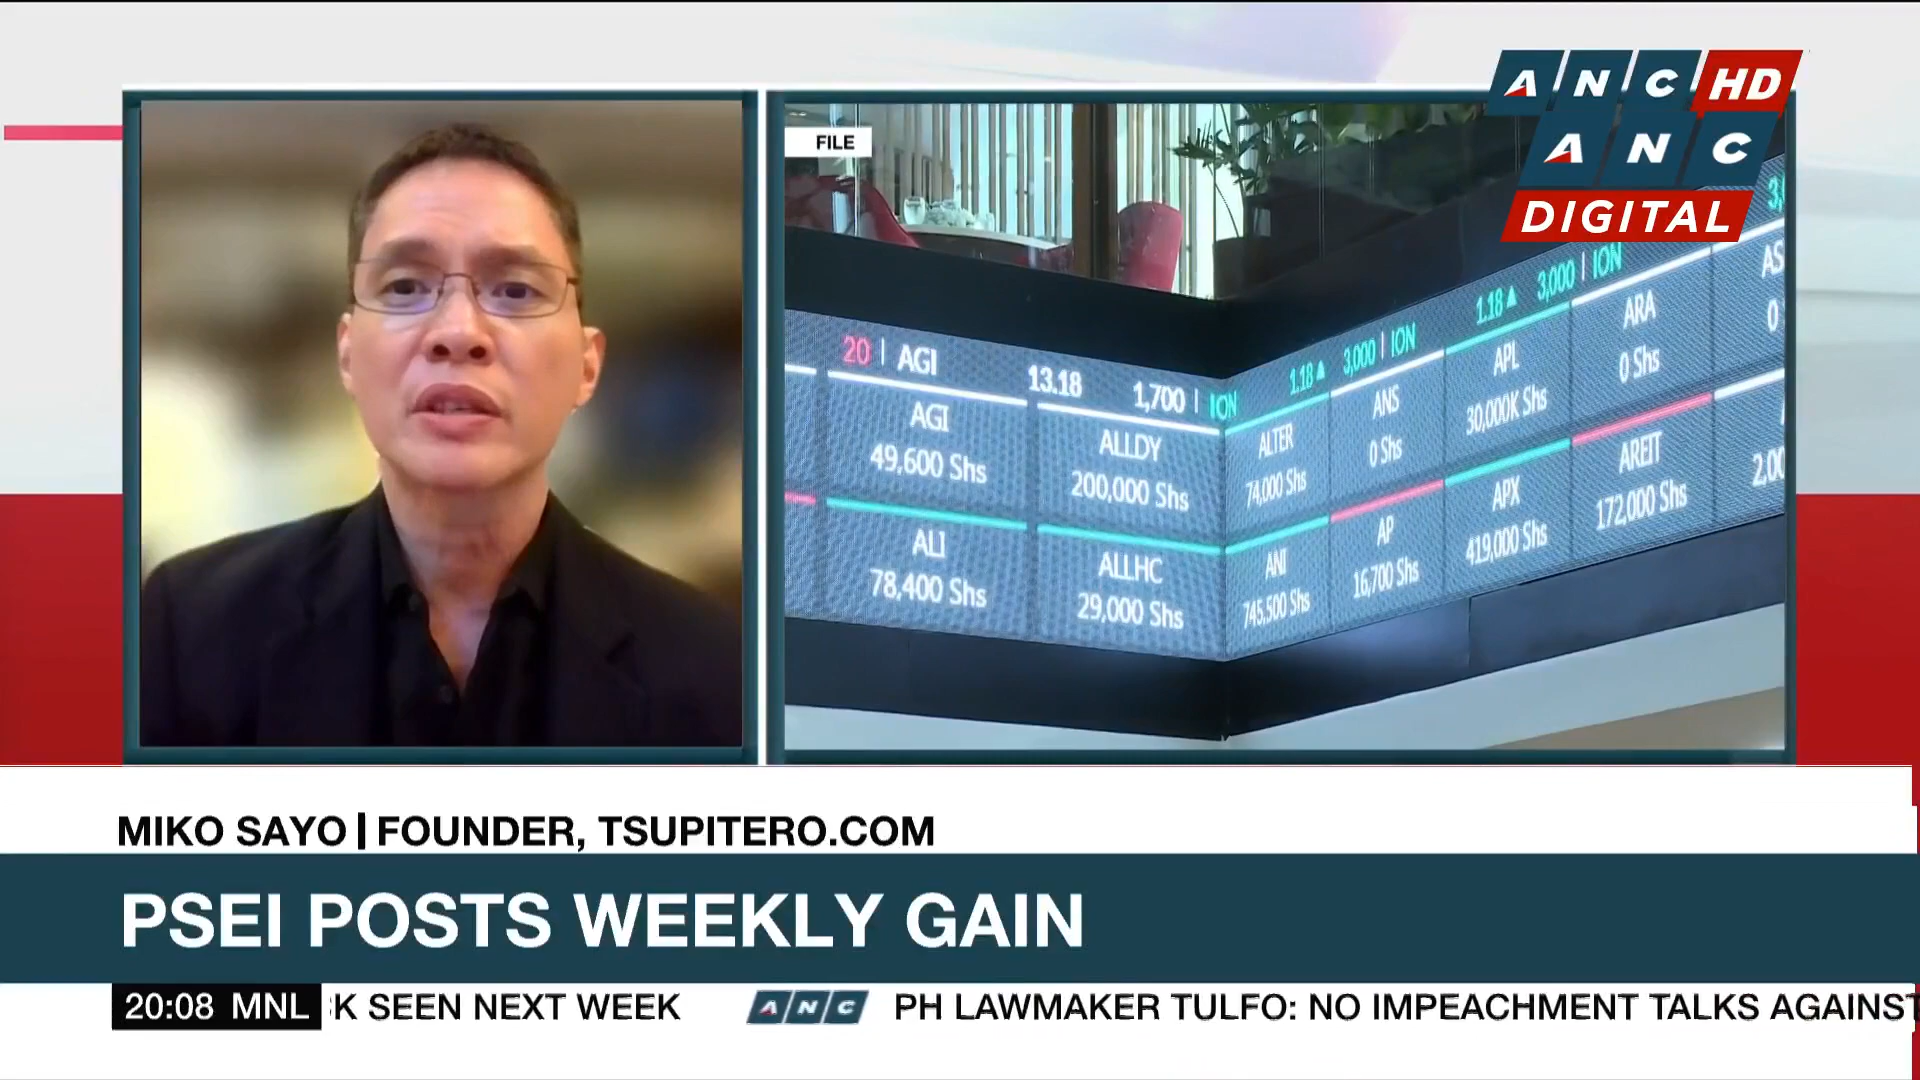 ANC HD
ANC
DIGITAL
FILE
20 | AGI 13.18 1,700 | ION 1.18▲ 3,000 | ION 1.18▲ 3,000 | ION
AGI
49,600 Shs
ALLDY
200,000 Shs
ALTER
74,000 Shs
ANS
0 Shs
APL
30,000K Shs
ARA
0 Shs
AS
0
ALI
78,400 Shs
ALLHC
29,000 Shs
ANI
745,500 Shs
AP
16,700 Shs
APX
419,000 Shs
AREIT
172,000 Shs
MIKO SAYO | FOUNDER, TSUPITERO.COM
PSEI POSTS WEEKLY GAIN
20:08 MNL K SEEN NEXT WEEK ANC PH LAWMAKER TULFO: NO IMPEACHMENT TALKS AGAINST